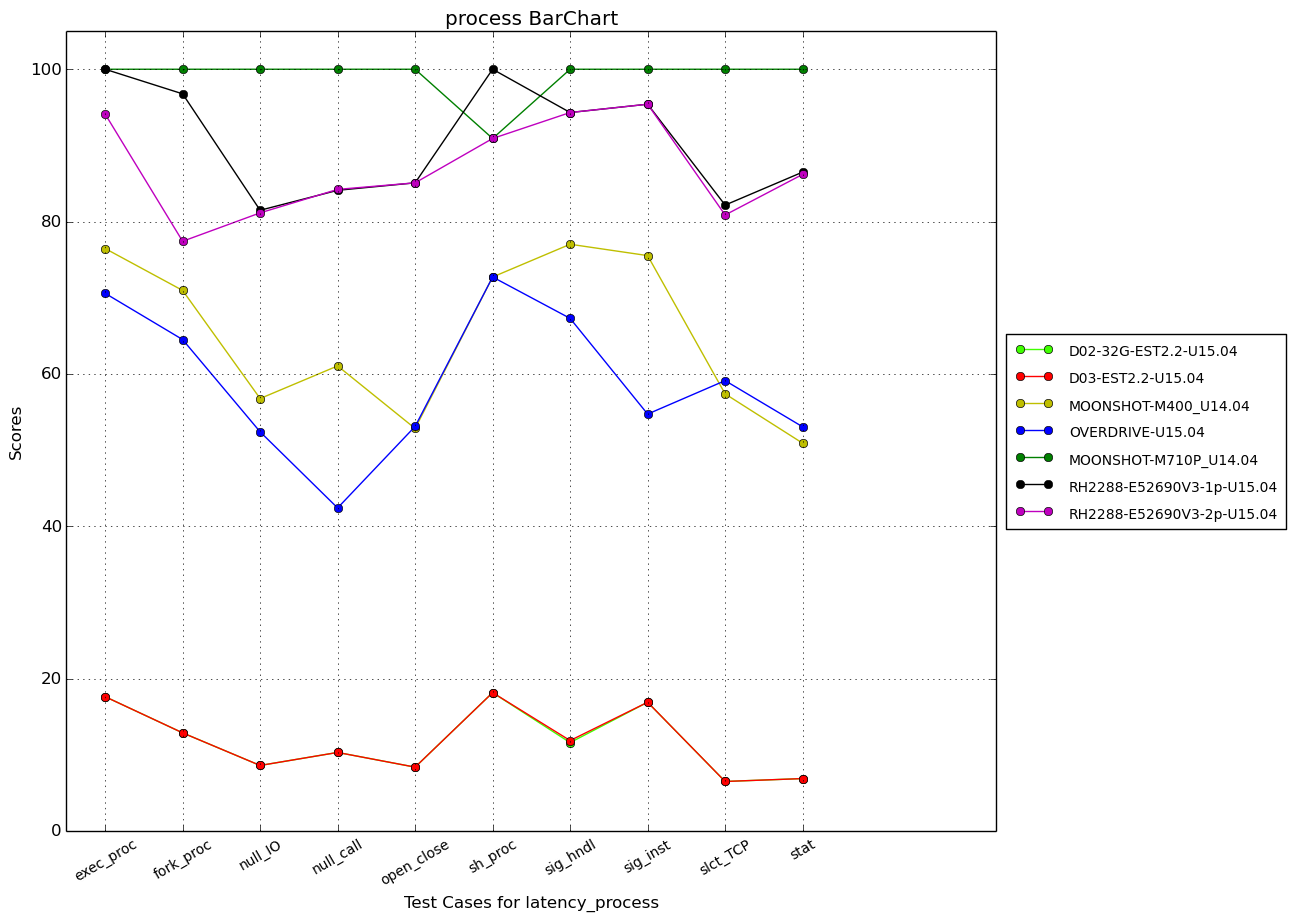 process BarChart
100
80
60
40
20
0
Scores
exec_proc
fork_proc
null_IO
null_call
open_close
sh_proc
sig_hndl
sig_inst
slct_TCP
stat
Test Cases for latency_process
D02-32G-EST2.2-U15.04
D03-EST2.2-U15.04
MOONSHOT-M400_U14.04
OVERDRIVE-U15.04
MOONSHOT-M710P_U14.04
RH2288-E52690V3-1p-U15.04
RH2288-E52690V3-2p-U15.04